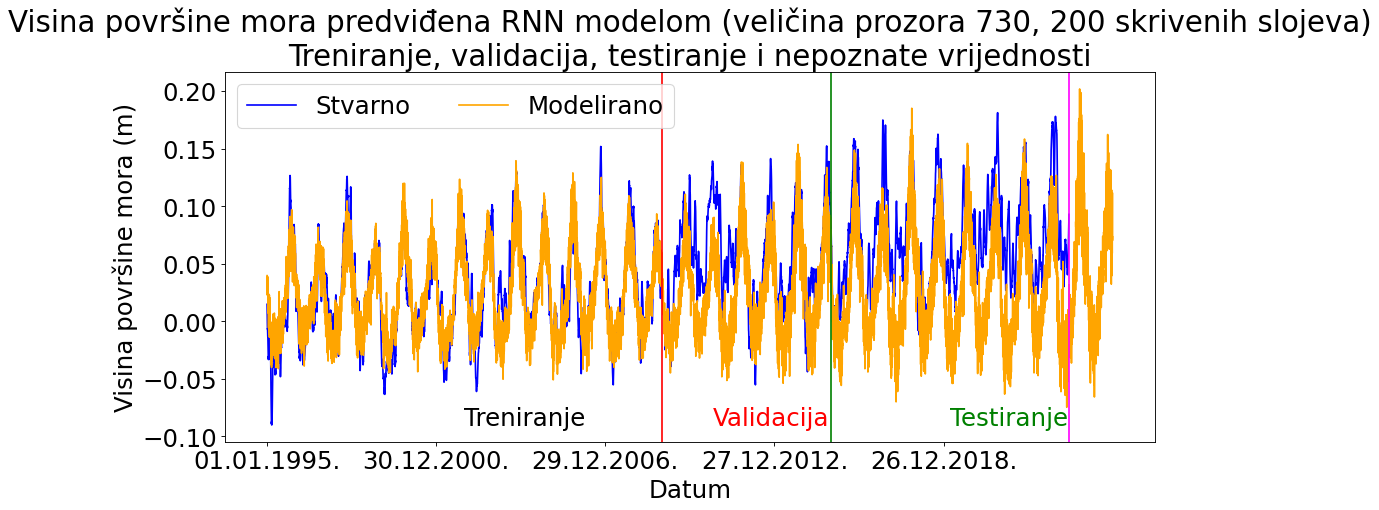 Visina površine mora predviđena RNN modelom (veličina prozora 730, 200 skrivenih slojeva)
Treniranje, validacija, testiranje i nepoznate vrijednosti
Stvarno Modelirano
Visina površine mora (m)
0.20
0.15
0.10
0.05
0.00
−0.05
−0.10
Treniranje Validacija Testiranje
01.01.1995. 30.12.2000. 29.12.2006. 27.12.2012. 26.12.2018.
Datum